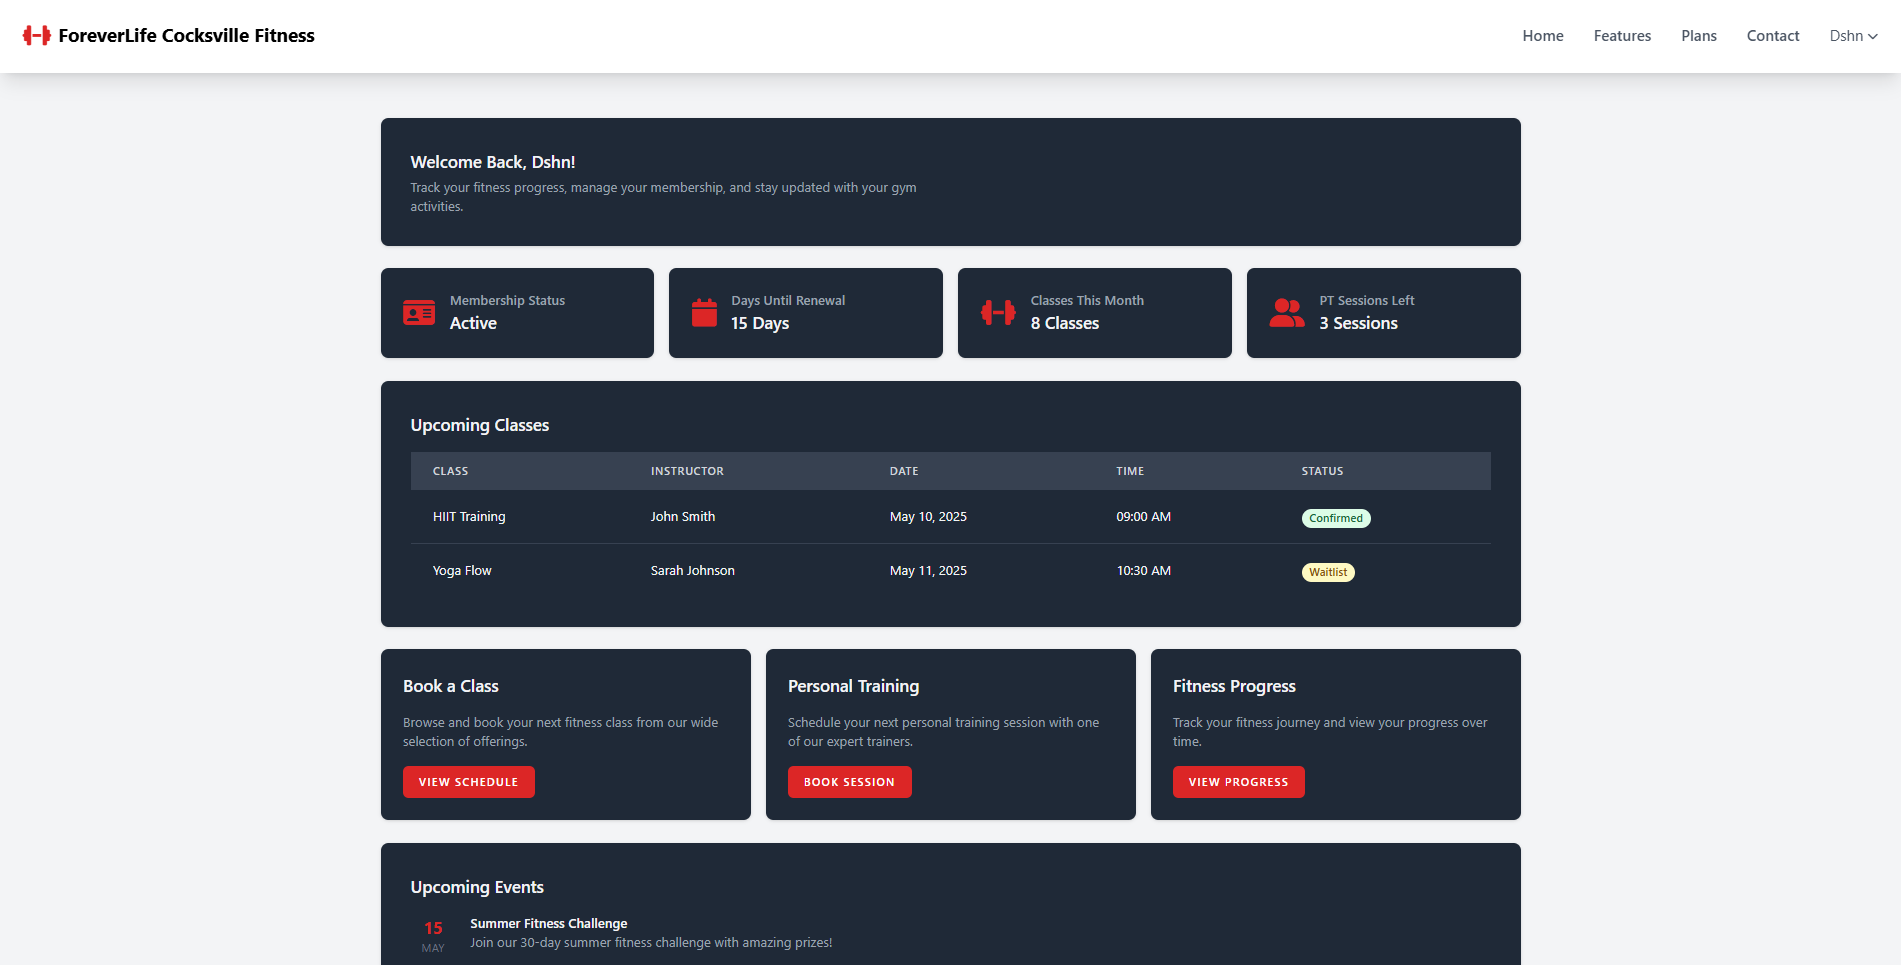 ForeverLife Cocksville Fitness
Home Features Plans Contact Dshn
Welcome Back, Dshn!
Track your fitness progress, manage your membership, and stay updated with your gym
activities.
Membership Status
Active
Days Until Renewal
15 Days
Classes This Month
8 Classes
PT Sessions Left
3 Sessions
Upcoming Classes
CLASS INSTRUCTOR DATE TIME STATUS
HIIT Training John Smith May 10, 2025 09:00 AM Confirmed
Yoga Flow Sarah Johnson May 11, 2025 10:30 AM Waitlist
Book a Class
Browse and book your next fitness class from our wide
selection of offerings.
VIEW SCHEDULE
Personal Training
Schedule your next personal training session with one
of our expert trainers.
BOOK SESSION
Fitness Progress
Track your fitness journey and view your progress over
time.
VIEW PROGRESS
Upcoming Events
15
MAY
Summer Fitness Challenge
Join our 30-day summer fitness challenge with amazing prizes!